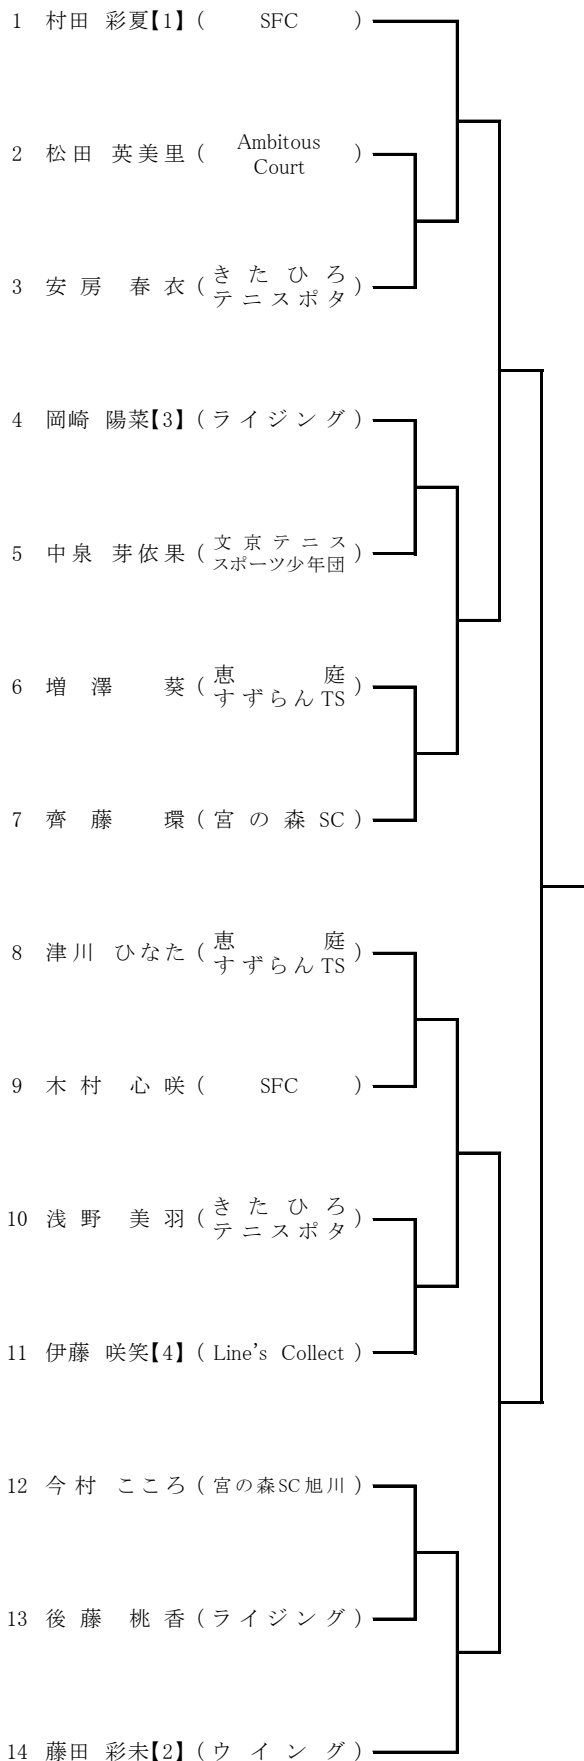 1 村田 彩夏【1】 ( SFC )
2 松田 英美里 ( Ambitous
Court )
3 安房 春衣 ( きたひろ
テニスポタ )
4 岡崎 陽菜【3】 ( ライジング )
5 中泉 芽依果 ( 文京テニス
スポーツ少年団 )
6 増澤 葵 ( 恵庭
すずらんTS )
7 齊藤 環 ( 宮の森 SC )
8 津川 ひなた ( 恵庭
すずらんTS )
9 木村 心咲 ( SFC )
10 浅野 美羽 ( きたひろ
テニスポタ )
11 伊藤 咲笑【4】 ( Line's Collect )
12 今村 こころ ( 宮の森SC旭川 )
13 後藤 桃香 ( ライジング )
14 藤田 彩未【2】 ( ウイング )